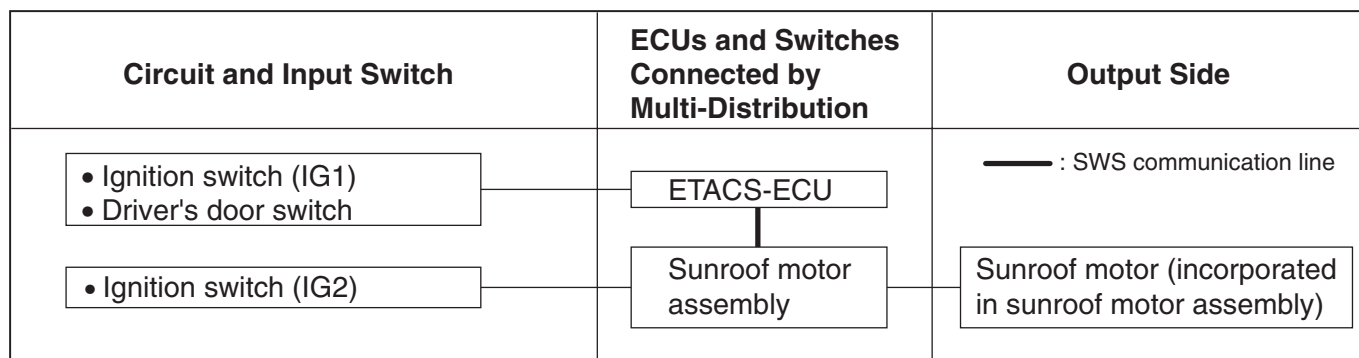 Circuit and Input Switch
ECUs and Switches
Connected by
Multi-Distribution
Output Side
• Ignition switch (IG1)
• Driver's door switch
ETACS-ECU
: SWS communication line
• Ignition switch (IG2)
Sunroof motor
assembly
Sunroof motor (incorporated
in sunroof motor assembly)